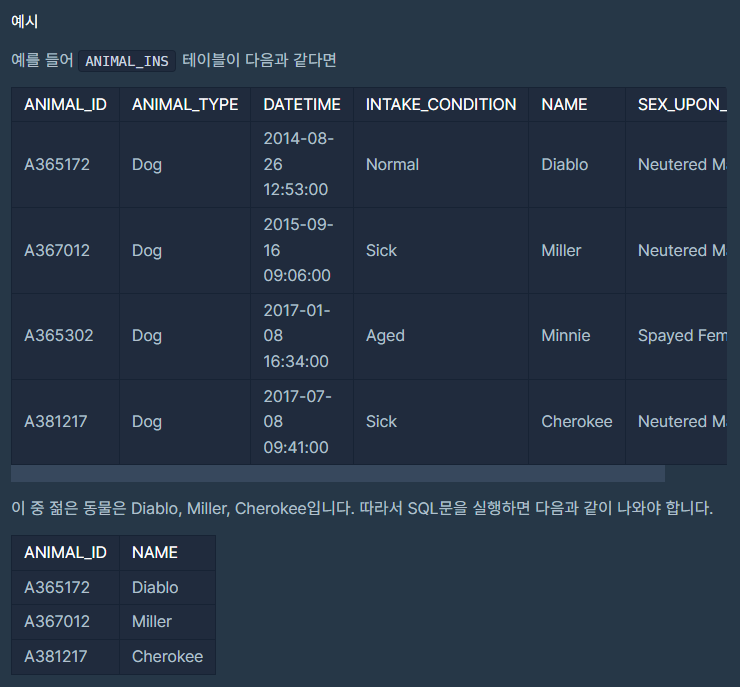 예시
예를 들어 ANIMAL_INS 테이블이 다음과 같다면
ANIMAL_ID ANIMAL_TYPE DATETIME INTAKE_CONDITION NAME SEX_UPON_
A365172 Dog 2014-08-26 12:53:00 Normal Diablo Neutered M
A367012 Dog 2015-09-16 09:06:00 Sick Miller Neutered M
A365302 Dog 2017-01-08 16:34:00 Aged Minnie Spayed Fem
A381217 Dog 2017-07-08 09:41:00 Sick Cherokee Neutered M
이 중 젊은 동물은 Diablo, Miller, Cherokee입니다. 따라서 SQL문을 실행하면 다음과 같이 나와야 합니다.
ANIMAL_ID NAME
A365172 Diablo
A367012 Miller
A381217 Cherokee